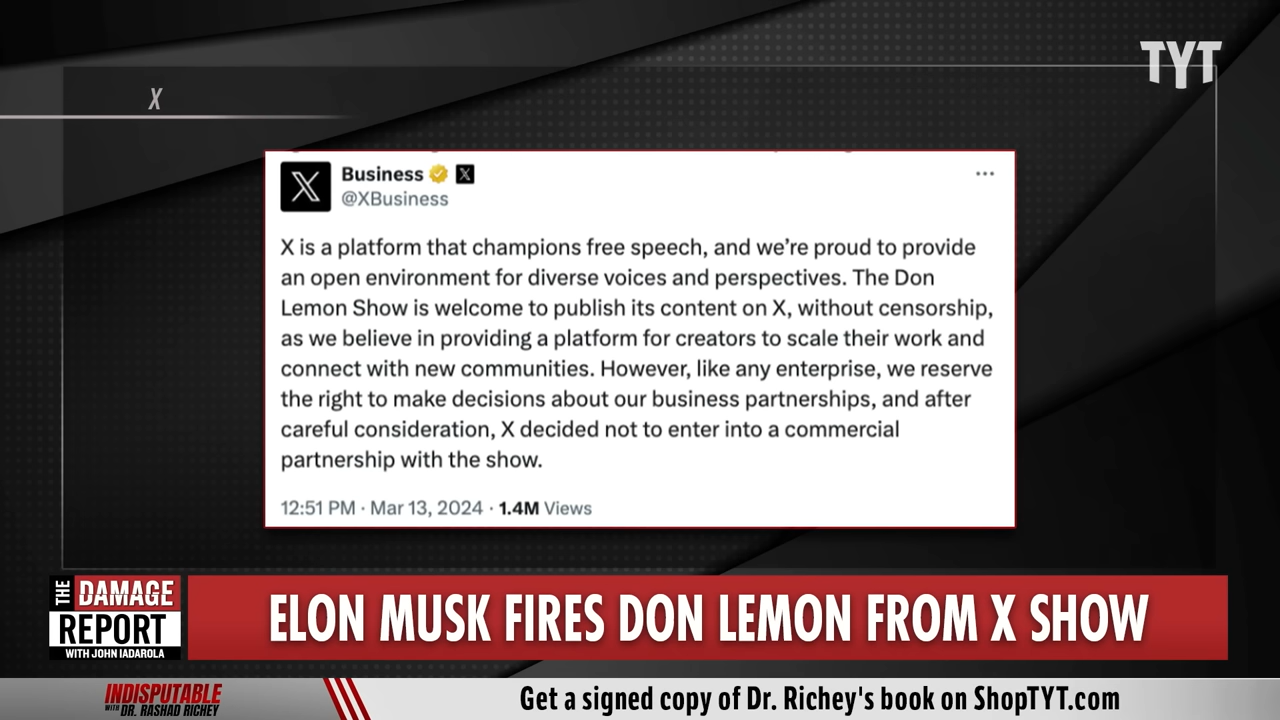 TYT
X
Business
@XBusiness
X is a platform that champions free speech, and we’re proud to provide
an open environment for diverse voices and perspectives. The Don
Lemon Show is welcome to publish its content on X, without censorship,
as we believe in providing a platform for creators to scale their work and
connect with new communities. However, like any enterprise, we reserve
the right to make decisions about our business partnerships, and after
careful consideration, X decided not to enter into a commercial
partnership with the show.
12:51 PM · Mar 13, 2024 · 1.4M Views
THE DAMAGE
REPORT
WITH JOHN IADAROLA
ELON MUSK FIRES DON LEMON FROM X SHOW
INDISPUTABLE
WITH DR. RASHAD RICHEY
Get a signed copy of Dr. Richey's book on ShopTYT.com